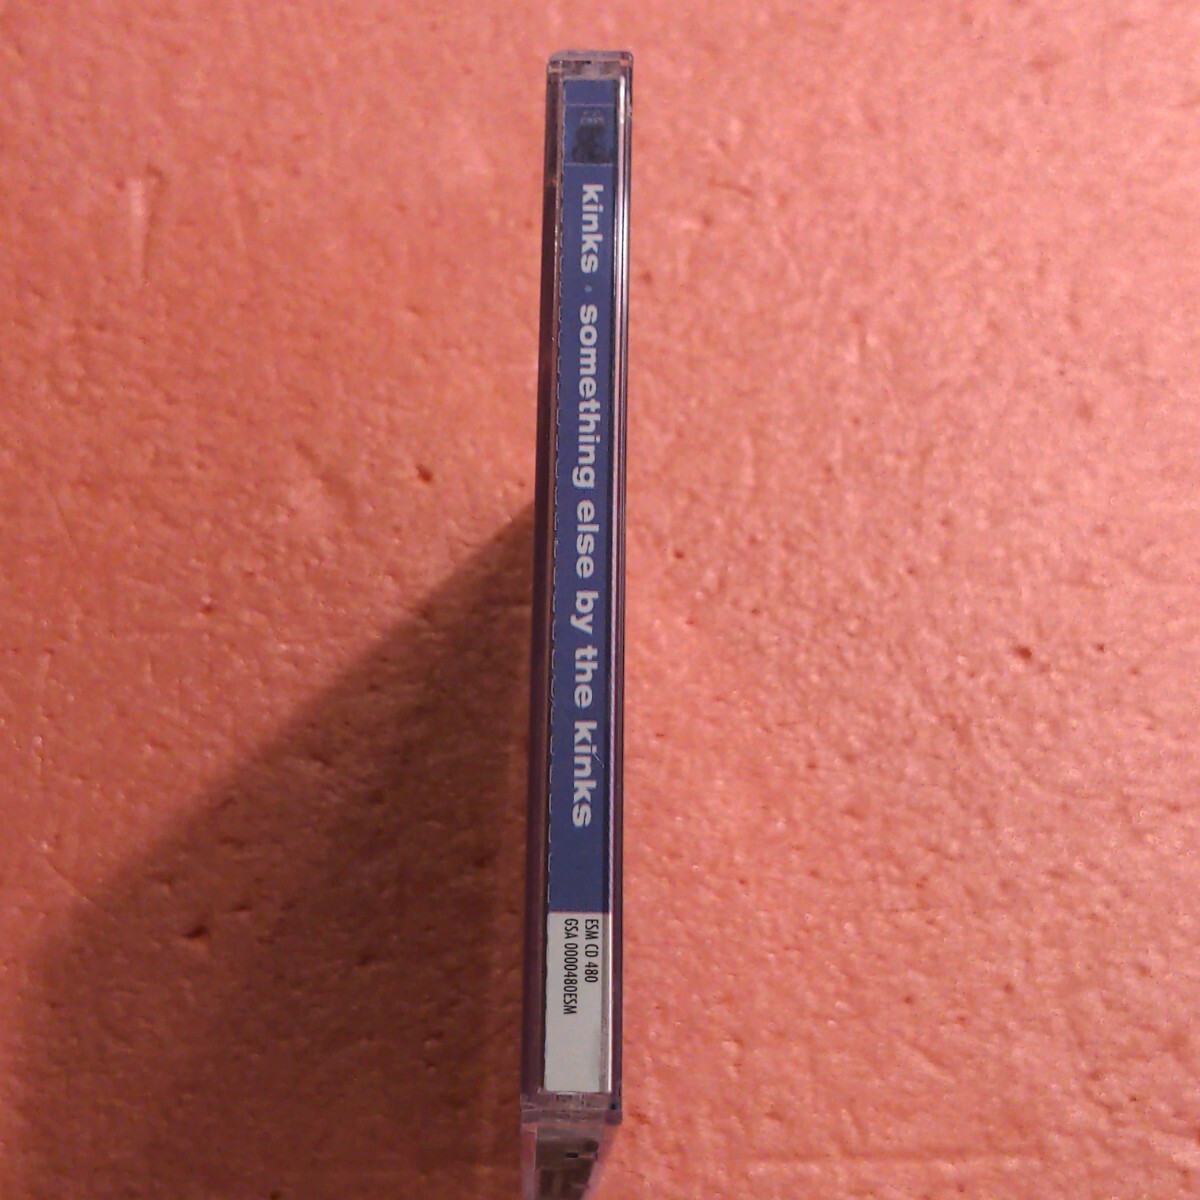 kinks · something else by the kinks
ESM CD 480
GSA 0000480ESM